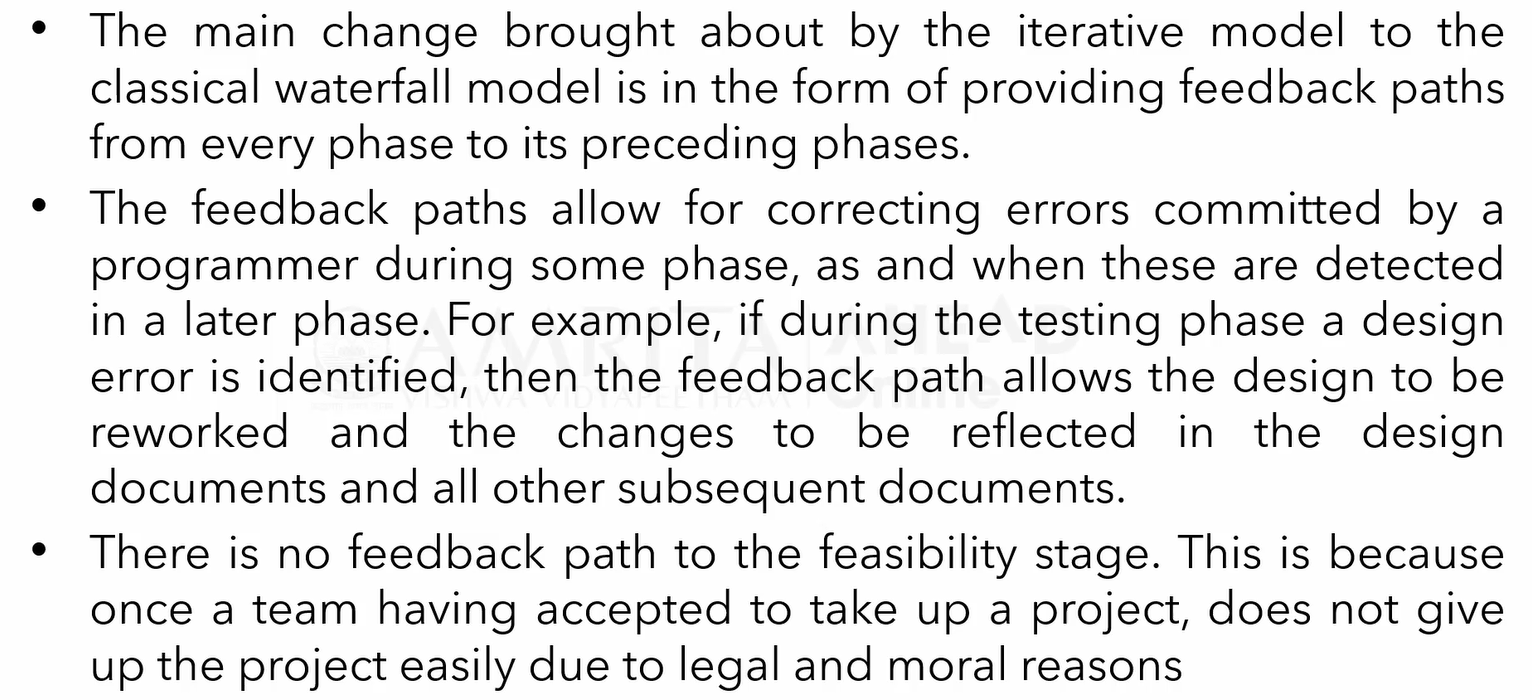 • The main change brought about by the iterative model to the
classical waterfall model is in the form of providing feedback paths
from every phase to its preceding phases.
• The feedback paths allow for correcting errors committed by a
programmer during some phase, as and when these are detected
in a later phase. For example, if during the testing phase a design
error is identified, then the feedback path allows the design to be
reworked and the changes to be reflected in the design
documents and all other subsequent documents.
• There is no feedback path to the feasibility stage. This is because
once a team having accepted to take up a project, does not give
up the project easily due to legal and moral reasons
AMRITA AHEAD
VISHWA VIDYAPEETHAM Online